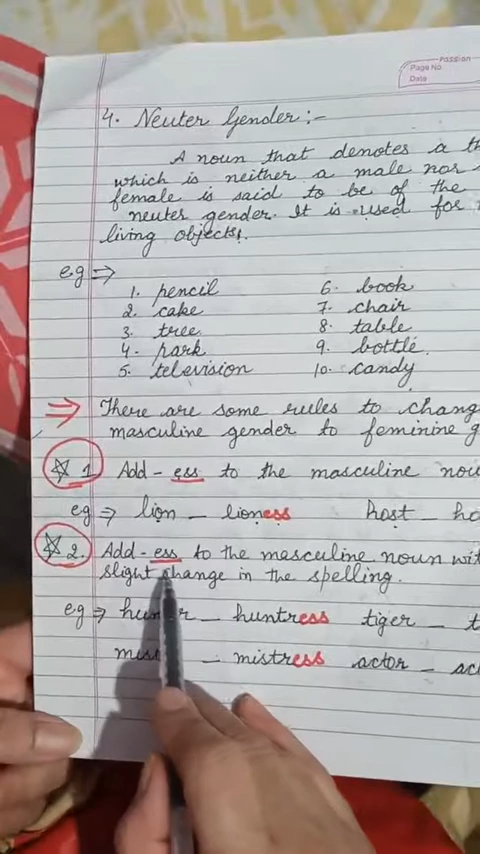 Passion
Page No.
Date
4. Neuter Gender:-
A noun that denotes a
which is neither a male nor
female is said to be of the
neuter gender. It is used for
living objects.
eg ⇒
1. pencil 6. book
2. cake 7. chair
3. tree 8. table
4. park 9. bottle.
5. television 10. candy
⇒ There are some rules to
masculine gender to feminine
☆ 1 Add - ess to the masculine
eg ⇒ lion - lioness host -
☆ 2. Add - ess to the masculine noun
slight change in the spelling.
eg ⇒ - huntress tiger -
- mistress actor -